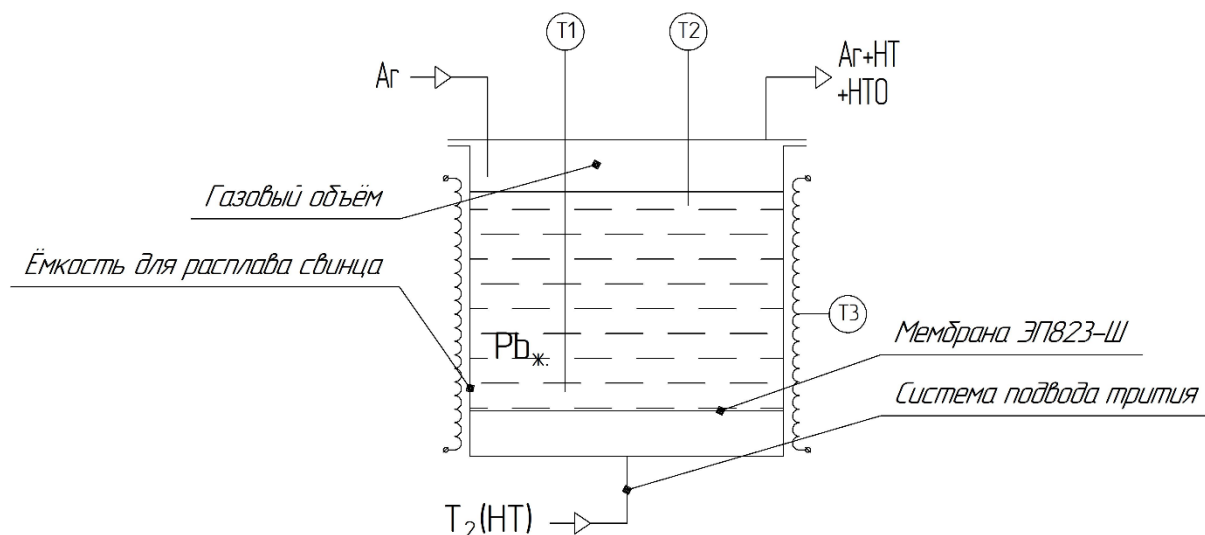 T1
T2
Ar
Ar+HT
+HTO
Газовый объём
Ёмкость для расплава свинца
T3
Pbж.
Мембрана ЭП823-Ш
Система подвода трития
T₂(HT)